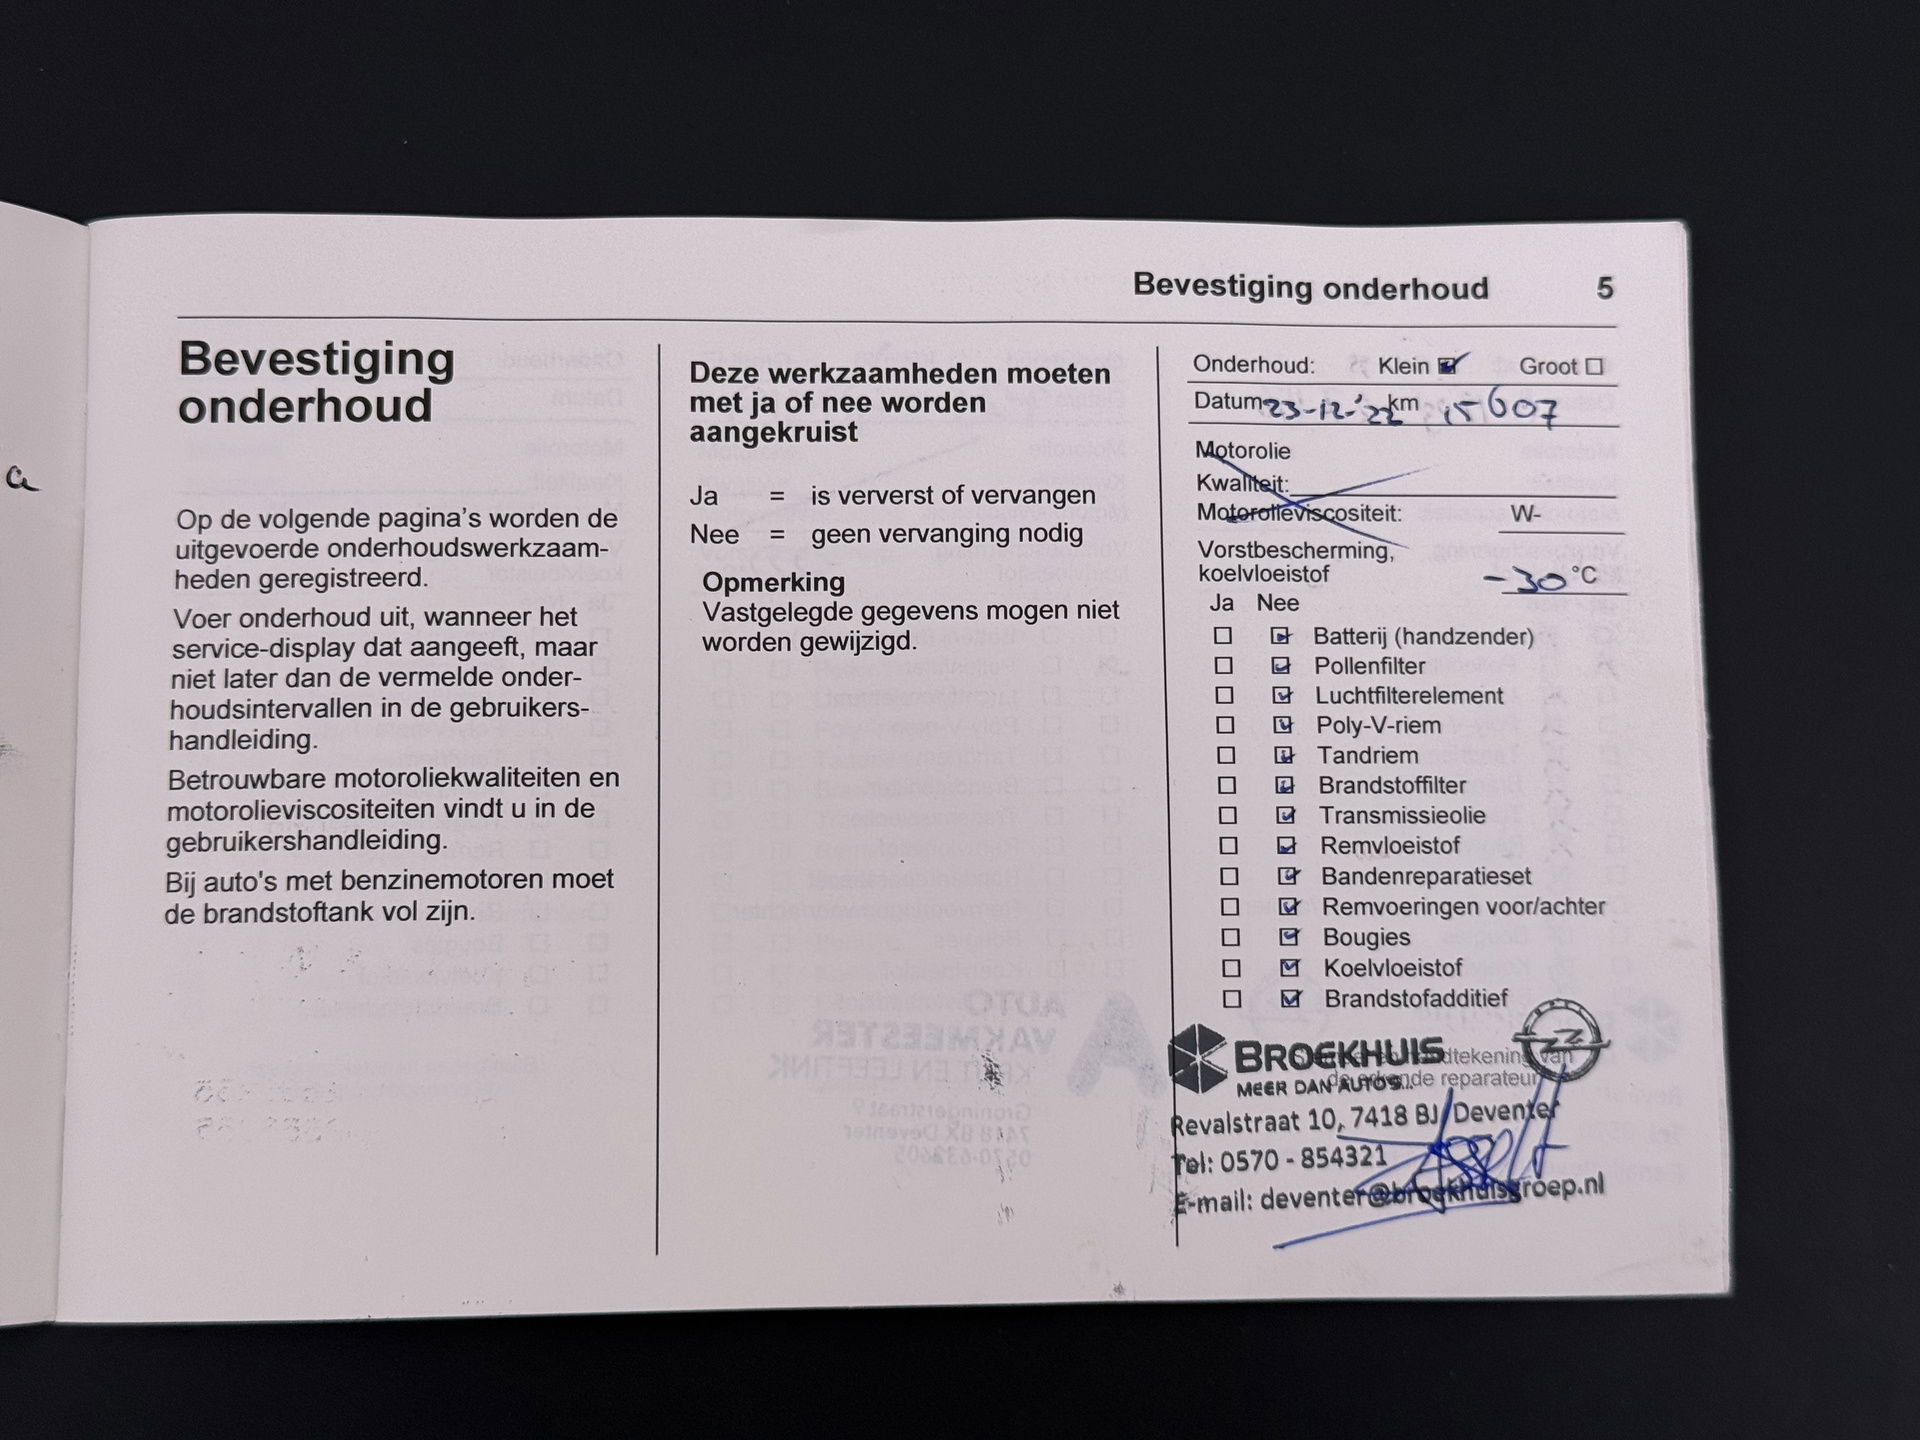 a
Bevestiging onderhoud 5
Bevestiging
onderhoud
Op de volgende pagina's worden de
uitgevoerde onderhoudswerkzaam-
heden geregistreerd.
Voer onderhoud uit, wanneer het
service-display dat aangeeft, maar
niet later dan de vermelde onder-
houdsintervallen in de gebruikers-
handleiding.
Betrouwbare motoroliekwaliteiten en
motorolieviscositeiten vindt u in de
gebruikershandleiding.
Bij auto's met benzinemotoren moet
de brandstoftank vol zijn.
Deze werkzaamheden moeten
met ja of nee worden
aangekruist
Ja = is ververst of vervangen
Nee = geen vervanging nodig
Opmerking
Vastgelegde gegevens mogen niet
worden gewijzigd.
Onderhoud: Klein Groot
Datum 23-12-'22 km 15607
Motorolie
Kwaliteit:
Motorolieviscositeit: W-
Vorstbescherming,
koelvloeistof -30 °C
Ja Nee
Batterij (handzender)
Pollenfilter
Luchtfilterelement
Poly-V-riem
Tandriem
Brandstoffilter
Transmissieolie
Remvloeistof
Bandenreparatieset
Remvoeringen voor/achter
Bougies
Koelvloeistof
Brandstofadditief
BROEKHUIS
van
MEER DAN AUTO'S...
reparateur
Revalstraat 10, 7418 BJ Deventer
Tel: 0570 - 854321
E-mail: deventer@broekhuisgroep.nl